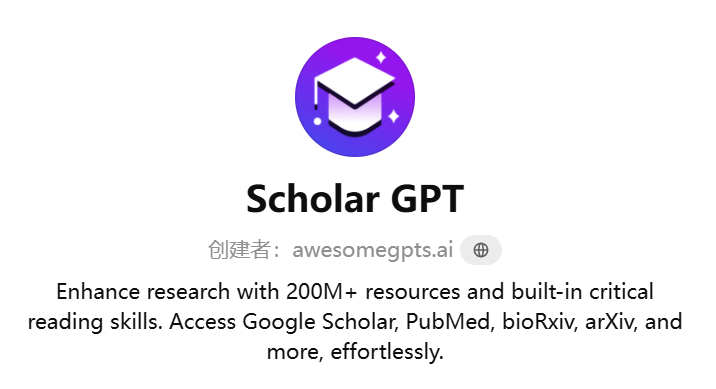 Scholar GPT
创建者：awesomegpts.ai
Enhance research with 200M+ resources and built-in critical
reading skills. Access Google Scholar, PubMed, bioRxiv, arXiv, and
more, effortlessly.